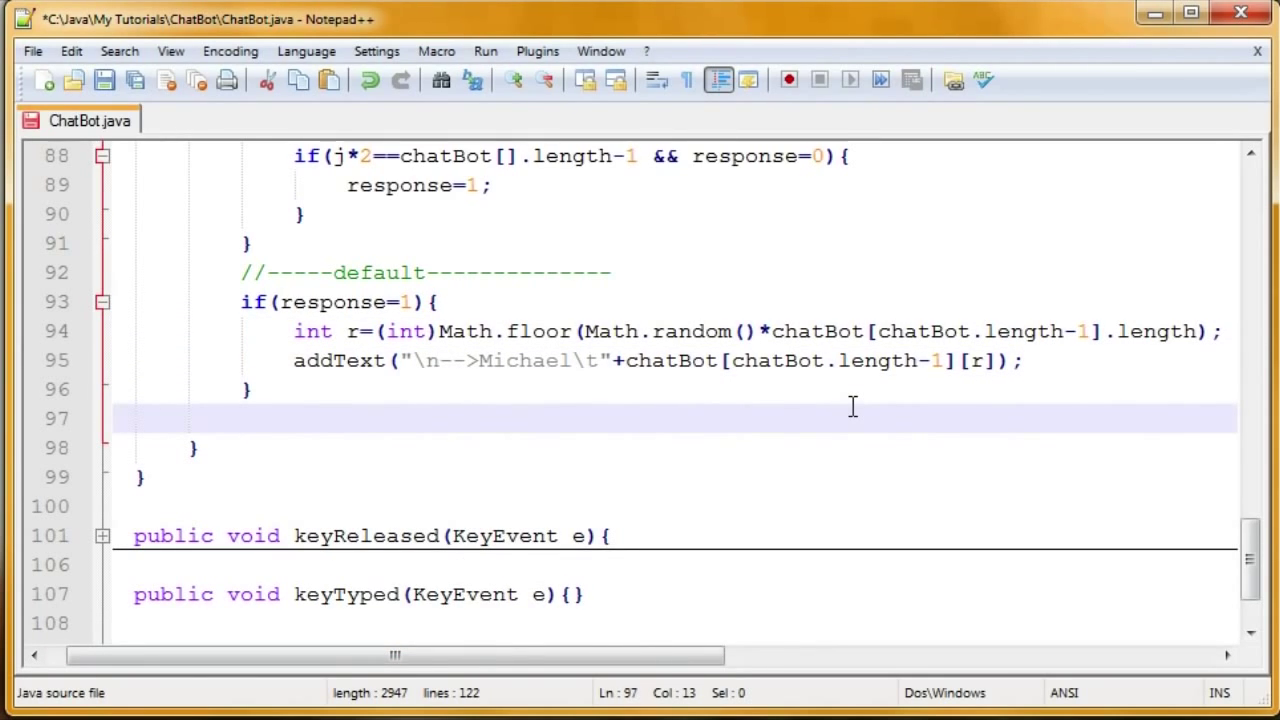 *C:\Java\My Tutorials\ChatBot\ChatBot.java - Notepad++
File Edit Search View Encoding Language Settings Macro Run Plugins Window ? X
ChatBot.java
88 if(j*2==chatBot[].length-1 && response=0){
89 response=1;
90 }
91 }
92 //-----default--------------
93 if(response=1){
94 int r=(int)Math.floor(Math.random()*chatBot[chatBot.length-1].length);
95 addText("\n-->Michael\t"+chatBot[chatBot.length-1][r]);
96 }
97
98 }
99 }
100
101 public void keyReleased(KeyEvent e){
106
107 public void keyTyped(KeyEvent e){}
108
Java source file length : 2947 lines : 122 Ln : 97 Col : 13 Sel : 0 Dos\Windows ANSI INS